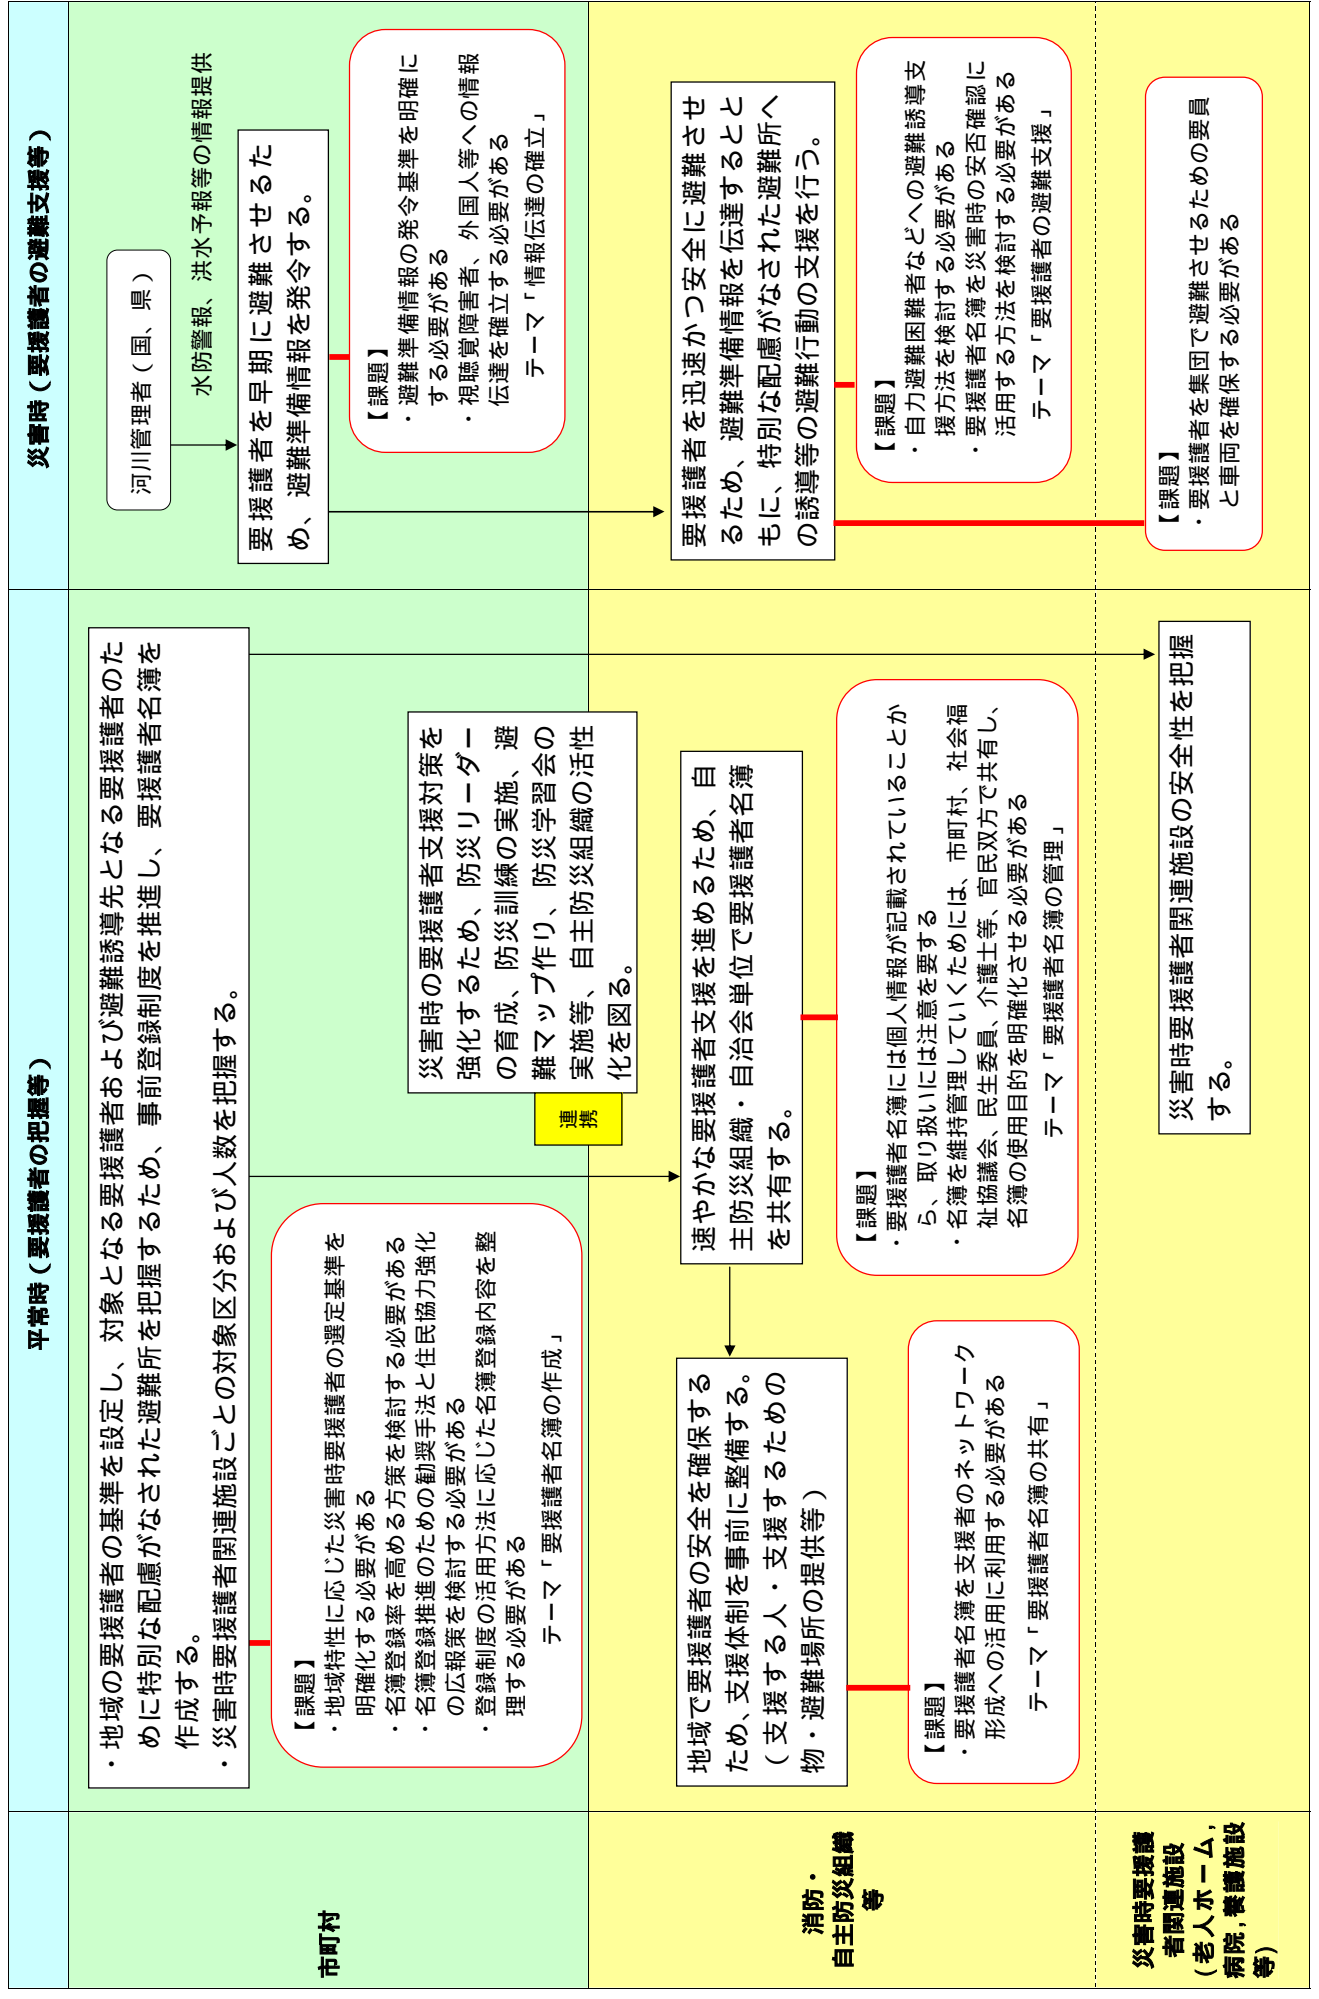 平常時（要援護者の把握等）
災害時（要援護者の避難支援等）
市町村
・地域の要援護者の基準を設定し、対象となる要援護者および避難誘導先となる要援護者のた
めに特別な配慮がなされた避難所を把握するため、事前登録制度を推進し、要援護者名簿を
作成する。
・災害時要援護者関連施設ごとの対象区分および人数を把握する。
【課題】
・地域特性に応じた災害時要援護者の選定基準を
明確化する必要がある
・名簿登録率を高める方策を検討する必要がある
・名簿登録推進のための勧奨手法と住民協力強化
の広報策を検討する必要がある
・登録制度の活用方法に応じた名簿登録内容を整
理する必要がある
テーマ「要援護者名簿の作成」
災害時の要援護者支援対策を
強化するため、防災リーダー
の育成、防災訓練の実施、避
難マップ作り、防災学習会の
実施等、自主防災組織の活性
化を図る。
連
携
河川管理者（国、県）
水防警報、洪水予報等の情報提供
要援護者を早期に避難させるた
め、避難準備情報を発令する。
【課題】
・避難準備情報の発令基準を明確に
する必要がある
・視聴覚障害者、外国人等への情報
伝達を確立する必要がある
テーマ「情報伝達の確立」
消防・
自主防災組織
等
地域で要援護者の安全を確保する
ため、支援体制を事前に整備する。
（支援する人・支援するための
物・避難場所の提供等）
【課題】
・要援護者名簿を支援者のネットワーク
形成への活用に利用する必要がある
テーマ「要援護者名簿の共有」
速やかな要援護者支援を進めるため、自
主防災組織・自治会単位で要援護者名簿
を共有する。
【課題】
・要援護者名簿には個人情報が記載されていることか
ら、取り扱いには注意を要する
・名簿を維持管理していくためには、市町村、社会福
祉協議会、民生委員、介護士等、官民双方で共有し、
名簿の使用目的を明確化させる必要がある
テーマ「要援護者名簿の管理」
要援護者を迅速かつ安全に避難させ
るため、避難準備情報を伝達するとと
もに、特別な配慮がなされた避難所へ
の誘導等の避難行動の支援を行う。
【課題】
・自力避難困難者などへの避難誘導支
援方法を検討する必要がある
・要援護者名簿を災害時の安否確認に
活用する方法を検討する必要がある
テーマ「要援護者の避難支援」
災害時要援護
者関連施設
（老人ホーム，
病院，養護施設
等）
災害時要援護者関連施設の安全性を把握
する。
【課題】
・要援護者を集団で避難させるための要員
と車両を確保する必要がある